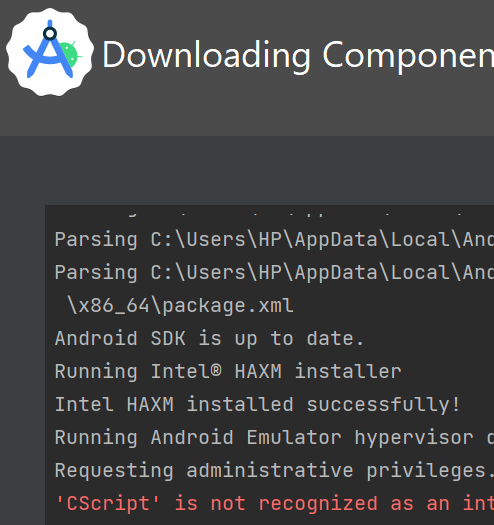 Downloading Componen
Parsing C:\Users\HP\AppData\Local\And
Parsing C:\Users\HP\AppData\Local\And
\x86_64\package.xml
Android SDK is up to date.
Running Intel® HAXM installer
Intel HAXM installed successfully!
Running Android Emulator hypervisor d
Requesting administrative privileges.
'CScript' is not recognized as an int